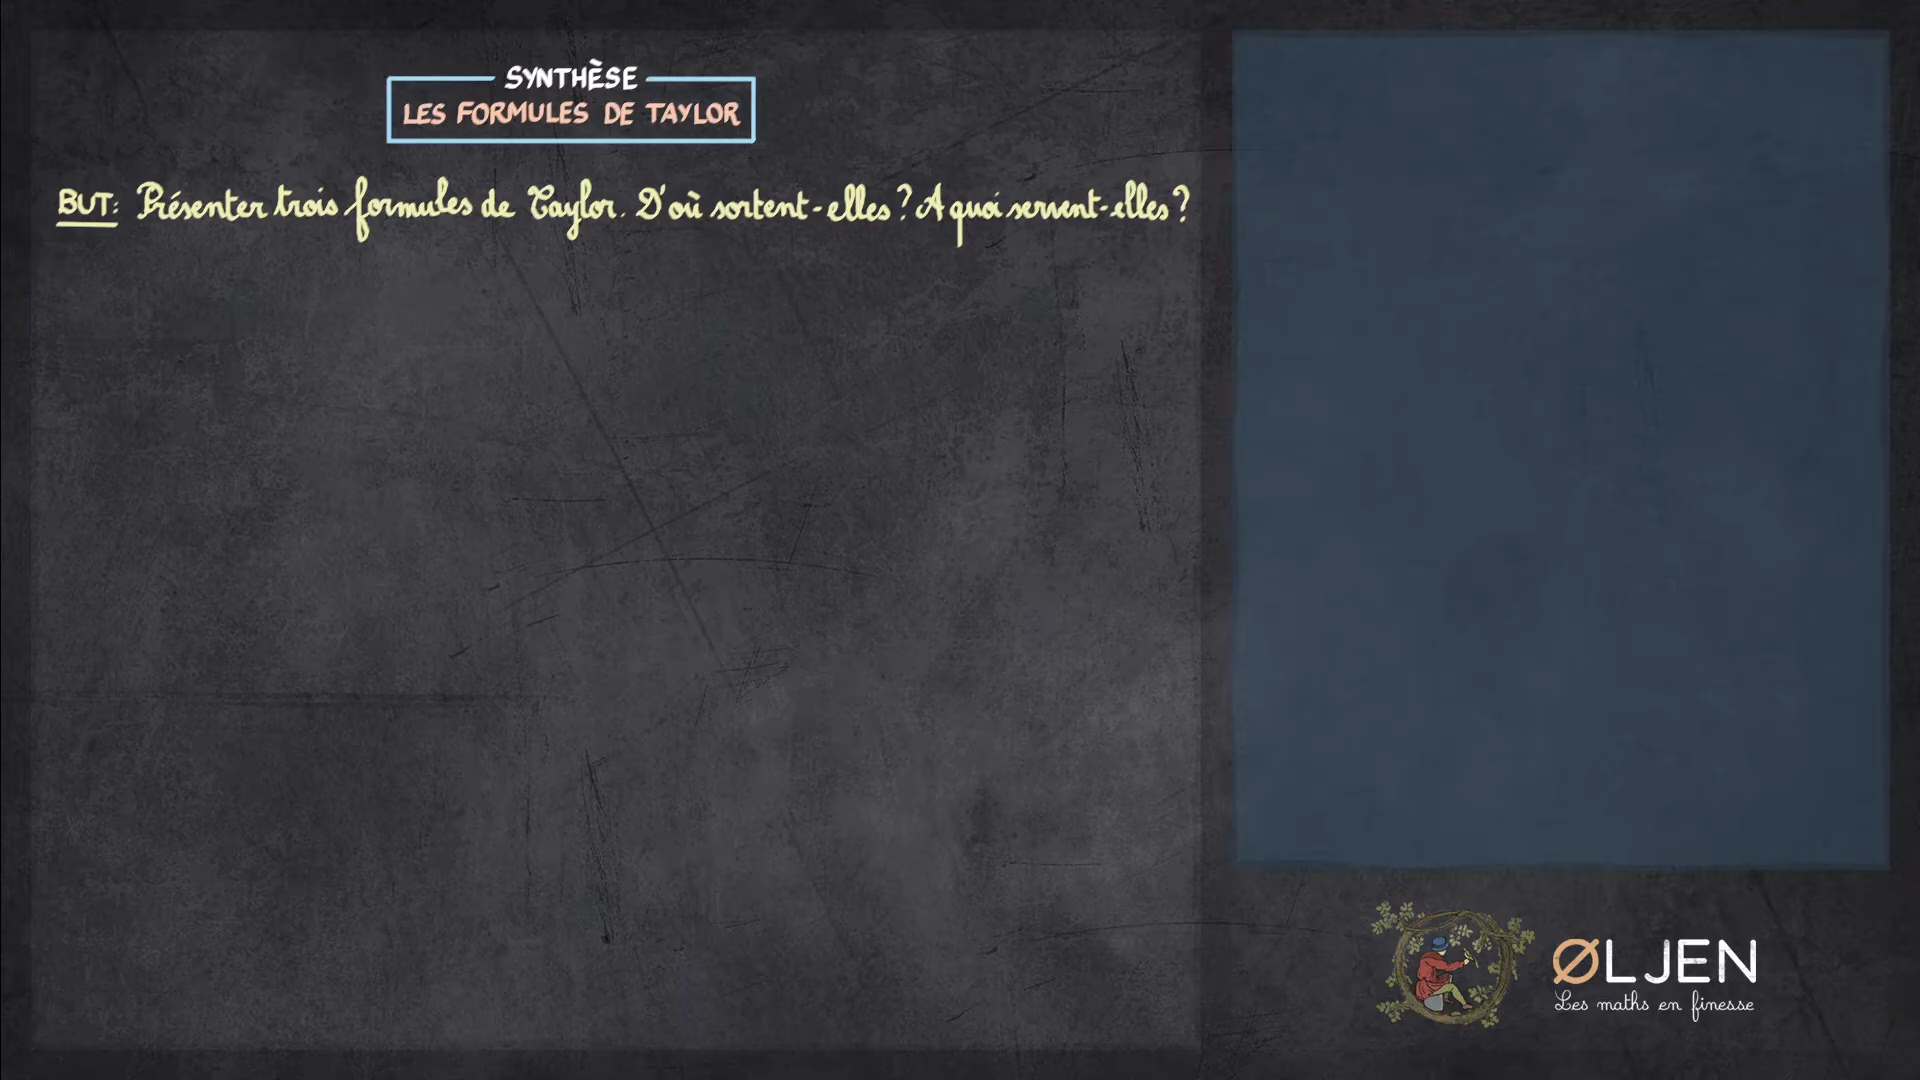 SYNTHÈSE
LES FORMULES DE TAYLOR
BUT: Présenter trois formules de Taylor. D'où sortent-elles ? A quoi servent-elles ?
ØLJEN
Les maths en finesse